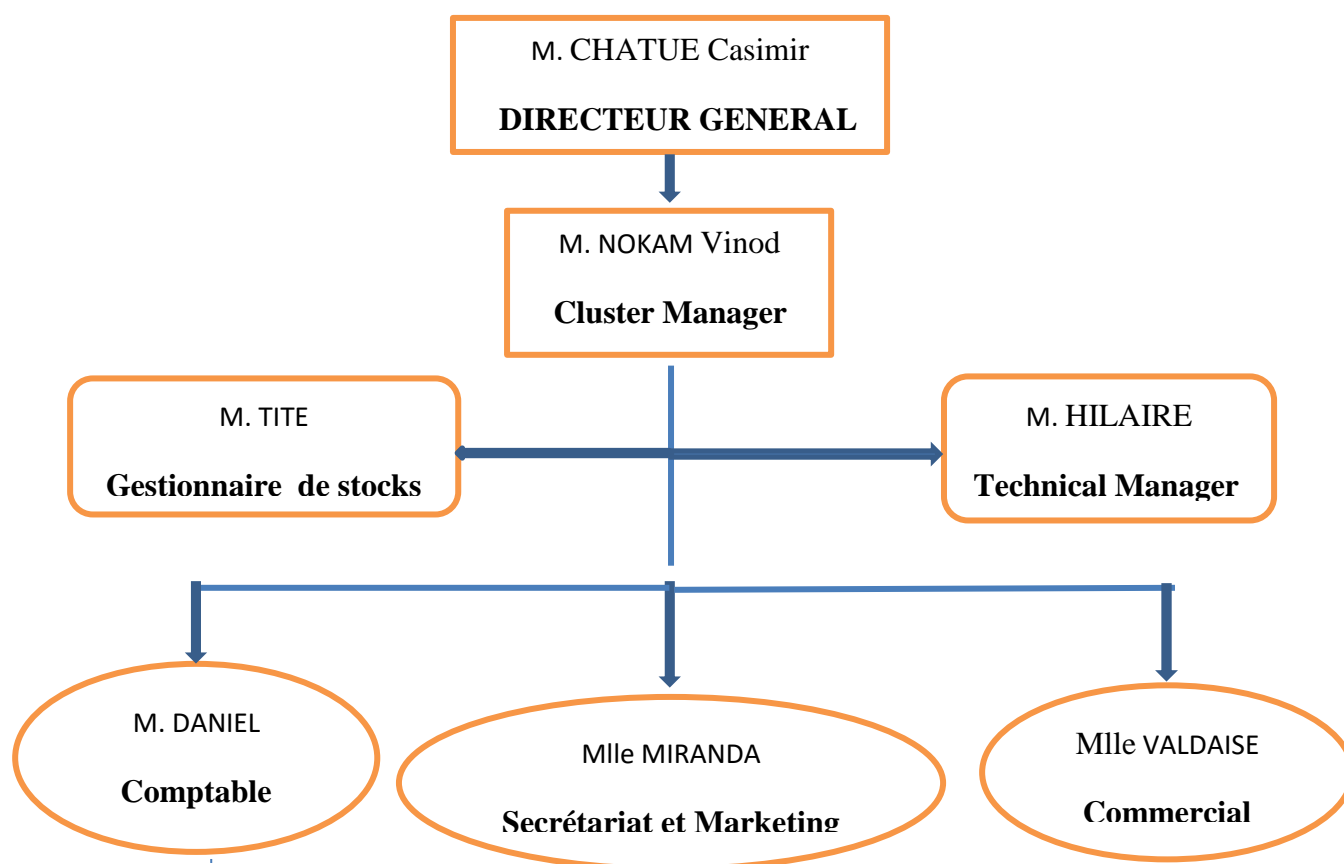 M. CHATUE Casimir
DIRECTEUR GENERAL
M. NOKAM Vinod
Cluster Manager
M. TITE
Gestionnaire de stocks
M. HILAIRE
Technical Manager
M. DANIEL
Comptable
Mlle MIRANDA
Secrétariat et Marketing
Mlle VALDAISE
Commercial